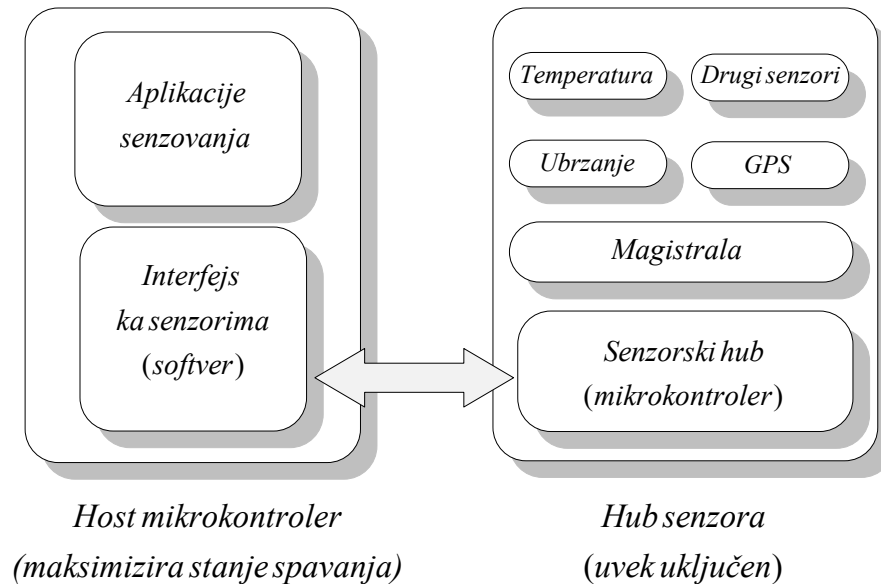 Aplikacije
senzovanja
Interfejs
ka senzorima
(softver)
Temperatura
Drugi senzori
Ubrzanje
GPS
Magistrala
Senzorski hub
(mikrokontroler)
Host mikrokontroler
(maksimizira stanje spavanja)
Hub senzora
(uvek uključen)